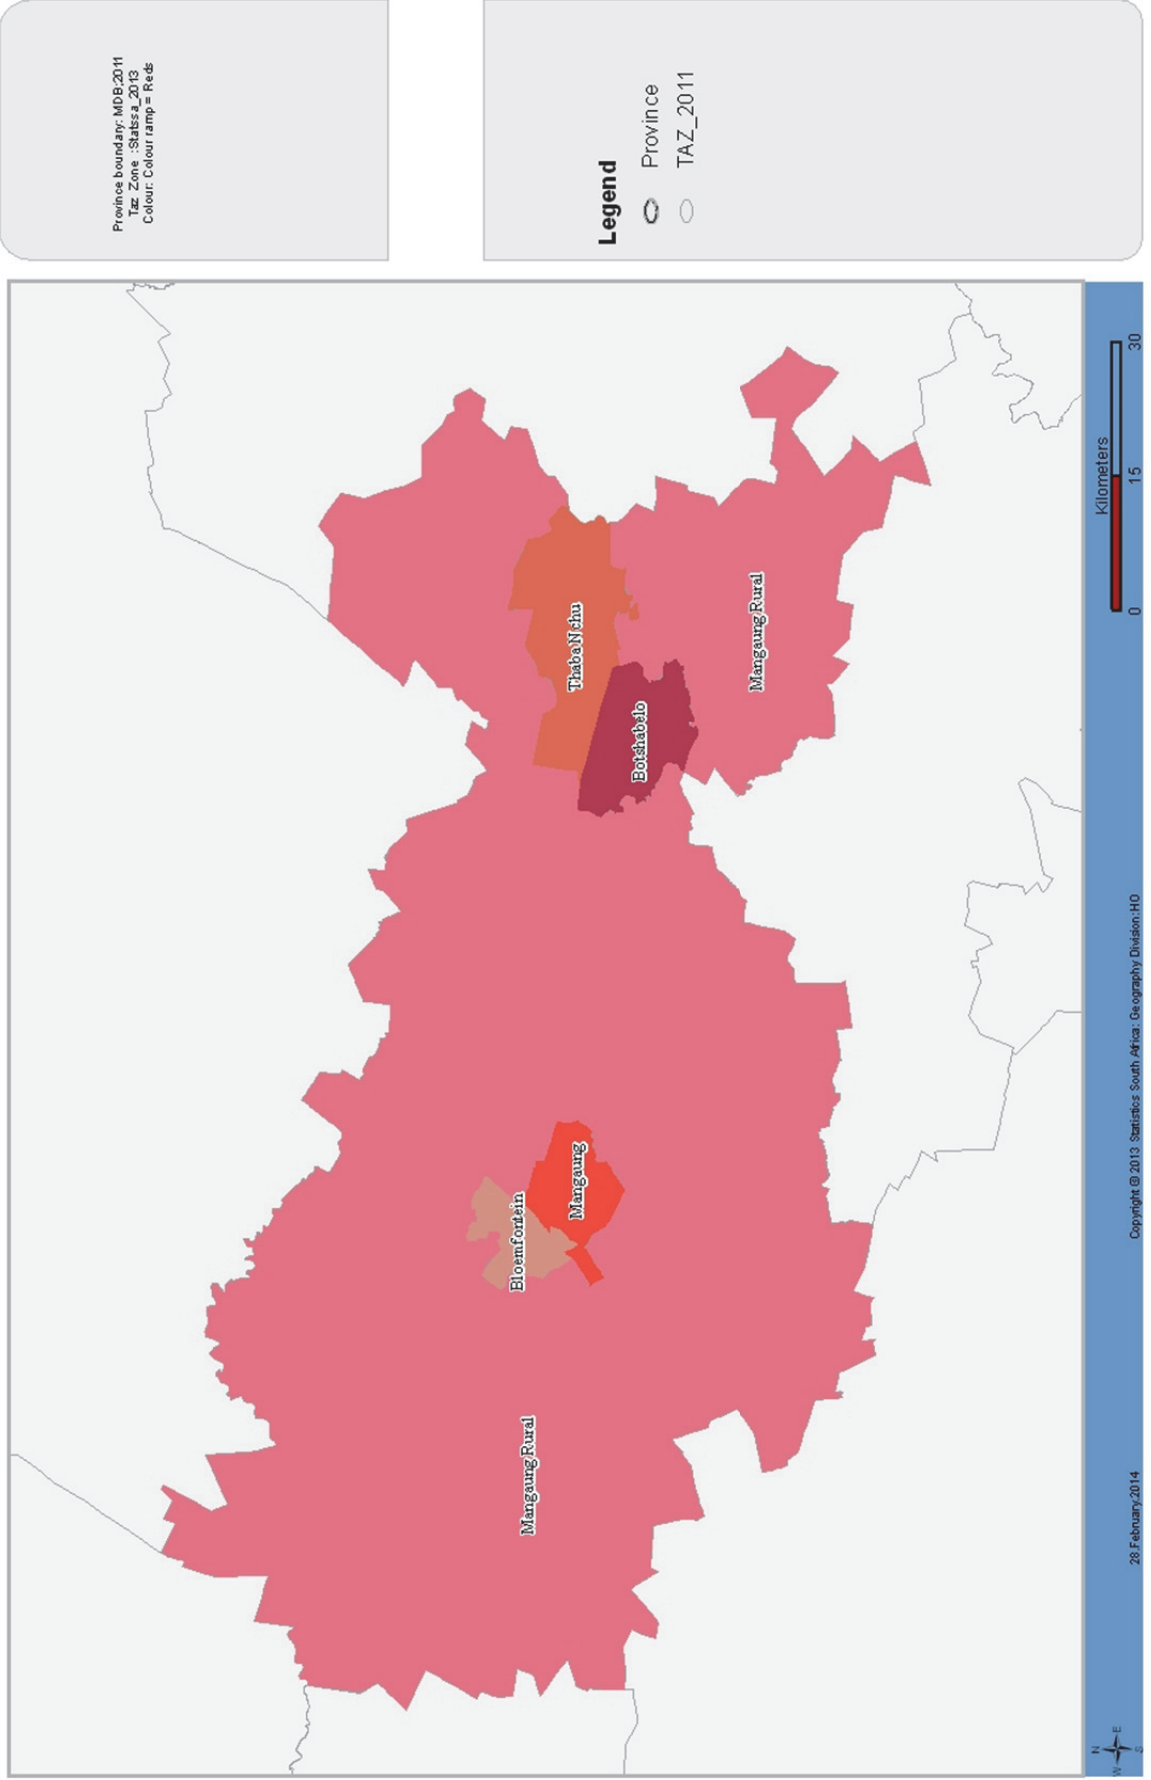 Province boundary: MDB;2011
Taz Zone :Statssa_2013
Colour: Colour ramp = Reds
Legend
Province
TAZ_2011
Thaba Nchu
Botshabelo
Mangaung Rural
Bloemfontein
Mangaung
Mangaung Rural
Kilometers
0 15 30
N
W E
S
28.February.2014
Copyright @ 2013 Statistics South Africa: Geography Division:HO